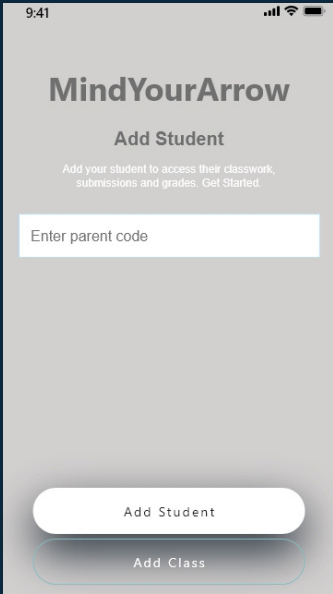 9:41
MindYourArrow
Add Student
Add your student to access their classwork,
submissions and grades. Get Started.
Enter parent code
Add Student
Add Class